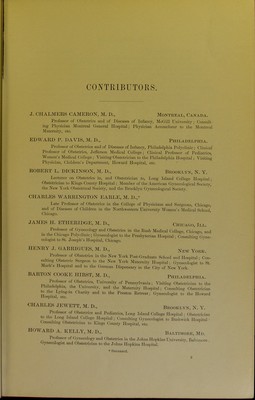 CONTRIBUTORS.
J. CHALMERS CAMERON, M. D., MONTREAL, CANADA.
Professor of Obstetrics and of Diseases of Infancy, McGill University; Consulting Physician Montreal General Hospital; Physician Accoucheur to the Montreal
Maternity, etc.
EDWARD P. DAVIS, M. D., PHILADELPHIA.
Professor of Obstetrics and Diseases of Infancy, Philadelphia Polyclinic; Clinical
Professor of Obstetrics, Jefferson Medical College; Clinical Professor of Pediatrics,
Woman's Medical College; Visiting Obstetrician to the Philadelphia Hospital; Visiting
Physician, Children's Department, Howard Hospital.
ROBERT L. DICKINSON, M. D., BROOKLYN, N. Y.
Lecturer on Obstetrics in, and Obstetrician to, Long Island College Hospital;
Obstetrician to Kings County Hospital; Member of the American Gynæcological Society,
the New York Obstetrical Society, and the Brooklyn Gynæcological Society.
CHARLES WARRINGTON EARLE, M. D.,*
Late Professor of Obstetrics in the College of Physicians and Surgeons, Chicago,
and of Diseases of Children in the Northwestern University Women's Medical School,
Chicago.
JAMES H. ETHERIDGE, M. D., CHICAGO, ILL.
Professor of Gynæcology and Obstetrics in the Rush Medical College, Chicago, and
in the Chicago Polyclinic; Gynæcologist to the Presbyterian Hospital; Consulting Gynæcologist to St. Joseph's Hospital, Chicago.
HENRY J. GARRIGUES, M. D., NEW YORK.
Professor of Obstetrics in the New York Post-Graduate School and Hospital; Consulting Obstetric Surgeon to the New York Maternity Hospital; Gynæcologist to St.
Mark's Hospital and to the German Dispensary in the City of New York.
BARTON COOKE HIRST, M. D., PHILADELPHIA.
Professor of Obstetrics, University of Pennsylvania; Visiting Obstetrician to the
Philadelphia, the University, and the Maternity Hospital; Consulting Obstetrician
to the Lying-in Charity and to the Preston Retreat; Gynæcologist to the Howard
Hospital, etc.
CHARLES JEWETT, M. D., BROOKLYN, N. Y.
Professor of Obstetrics and Pediatrics, Long Island College Hospital; Obstetrician
to the Long Island College Hospital; Consulting Gynæcologist to Bushwick Hospital;
Consulting Obstetrician to Kings County Hospital, etc.
HOWARD A. KELLY, M. D., BALTIMORE, MD.
Professor of Gynæcology and Obstetrics in the Johns Hopkins University, Baltimore;
Gynæcologist and Obstetrician to the Johns Hopkins Hospital.
*Deceased.